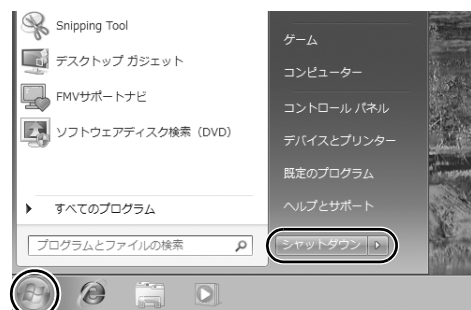 Snipping Tool
デスクトップ ガジェット
FMVサポートナビ
ソフトウェアディスク検索（DVD）
すべてのプログラム
プログラムとファイルの検索
ゲーム
コンピューター
コントロール パネル
デバイスとプリンター
既定のプログラム
ヘルプとサポート
シャットダウン